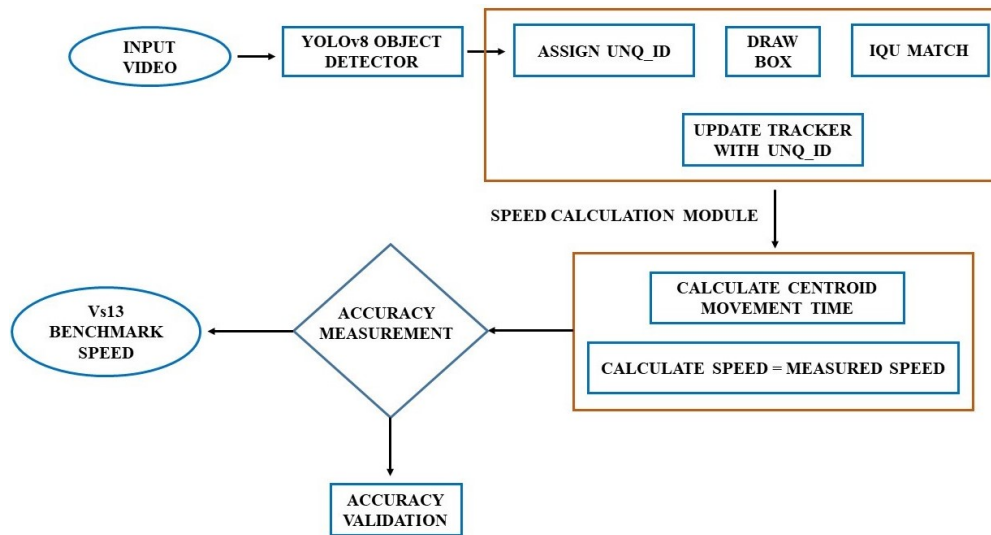 INPUT
VIDEO
YOLOv8 OBJECT
DETECTOR
ASSIGN UNQ_ID
DRAW
BOX
IQU MATCH
UPDATE TRACKER
WITH UNQ_ID
SPEED CALCULATION MODULE
CALCULATE CENTROID
MOVEMENT TIME
CALCULATE SPEED = MEASURED SPEED
ACCURACY
MEASUREMENT
Vs13
BENCHMARK
SPEED
ACCURACY
VALIDATION